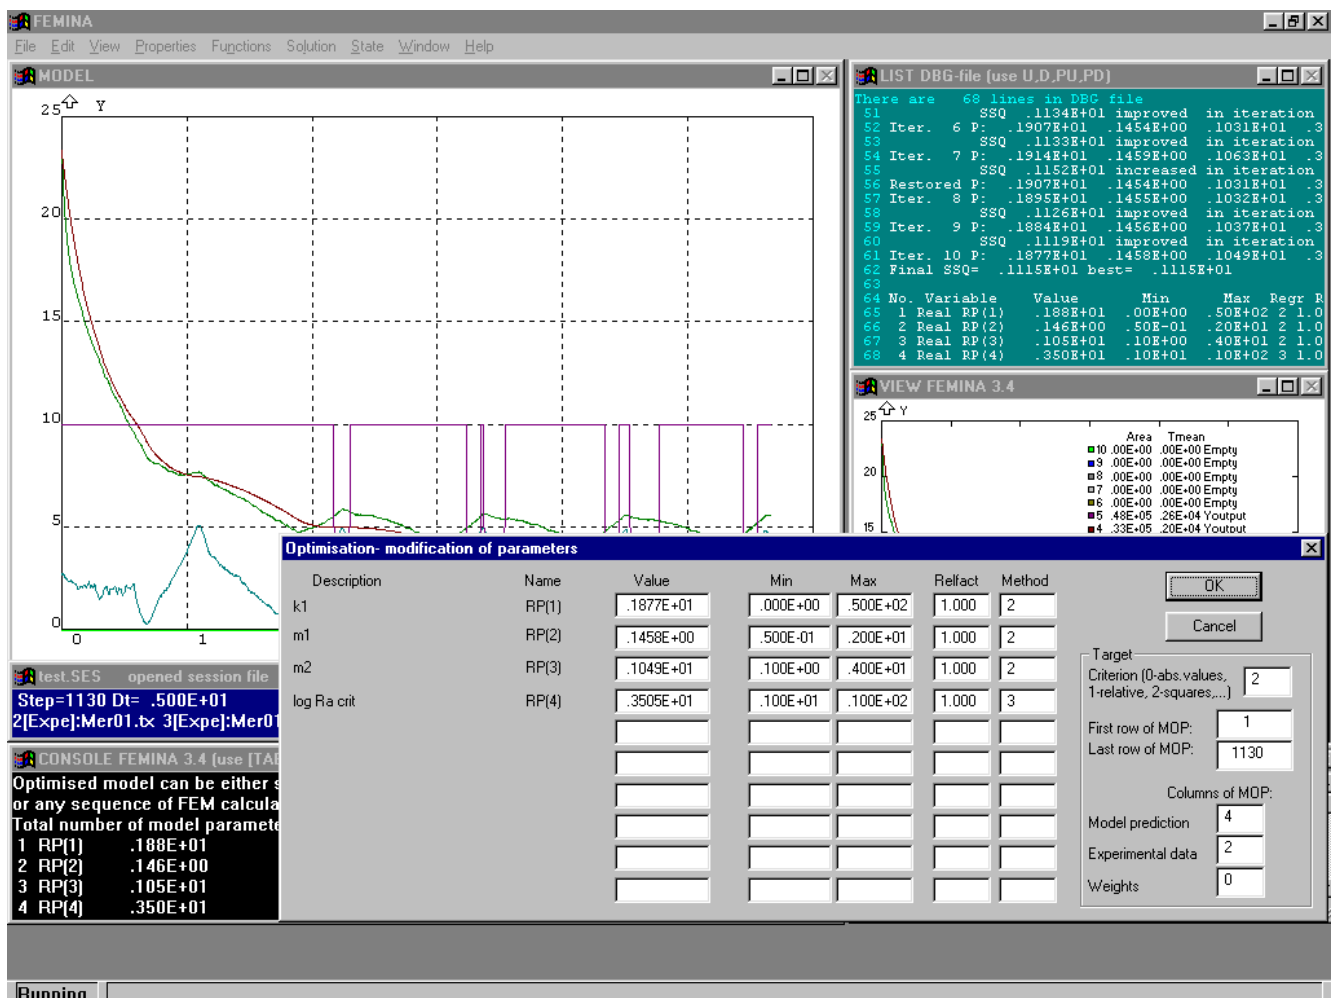 FEMINA
File Edit View Properties Functions Solution State Window Help
MODEL
25 Y
20
15
10
5
0
0 1
LIST DBG-file (use U,D,PU,PD)
There are 68 lines in DBG file
51 SSQ .1134E+01 improved in iteration
52 Iter. 6 P: .1907E+01 .1454E+00 .1031E+01 .3
53 SSQ .1133E+01 improved in iteration
54 Iter. 7 P: .1914E+01 .1459E+00 .1063E+01 .3
55 SSQ .1152E+01 increased in iteration
56 Restored P: .1907E+01 .1454E+00 .1031E+01 .3
57 Iter. 8 P: .1895E+01 .1455E+00 .1032E+01 .3
58 SSQ .1126E+01 improved in iteration
59 Iter. 9 P: .1884E+01 .1456E+00 .1037E+01 .3
60 SSQ .1119E+01 improved in iteration
61 Iter. 10 P: .1877E+01 .1458E+00 .1049E+01 .3
62 Final SSQ= .1115E+01 best= .1115E+01
63
64 No. Variable Value Min Max Regr R
65 1 Real RP(1) .188E+01 .00E+00 .50E+02 2 1.0
66 2 Real RP(2) .146E+00 .50E-01 .20E+01 2 1.0
67 3 Real RP(3) .105E+01 .10E+00 .40E+01 2 1.0
68 4 Real RP(4) .350E+01 .10E+01 .10E+02 3 1.0
VIEW FEMINA 3.4
25 Y
20
15
Area Tmean
10 .00E+00 .00E+00 Empty
9 .00E+00 .00E+00 Empty
8 .00E+00 .00E+00 Empty
7 .00E+00 .00E+00 Empty
6 .00E+00 .00E+00 Empty
5 .48E+05 .26E+04 Youtput
4 .33E+05 .20E+04 Youtput
Optimisation- modification of parameters
Description Name Value Min Max Relfact Method
k1 RP(1) .1877E+01 .000E+00 .500E+02 1.000 2
m1 RP(2) .1458E+00 .500E-01 .200E+01 1.000 2
m2 RP(3) .1049E+01 .100E+00 .400E+01 1.000 2
log Ra crit RP(4) .3505E+01 .100E+01 .100E+02 1.000 3
OK
Cancel
Target
Criterion (0-abs.values, 1-relative, 2-squares,...) 2
First row of MOP: 1
Last row of MOP: 1130
Columns of MOP:
Model prediction 4
Experimental data 2
Weights 0
test.SES opened session file
Step=1130 Dt= .500E+01
2[Expe]:Mer01.tx 3[Expe]:Mer01
CONSOLE FEMINA 3.4 (use [TAB
Optimised model can be either s
or any sequence of FEM calcula
Total number of model paramete
1 RP(1) .188E+01
2 RP(2) .146E+00
3 RP(3) .105E+01
4 RP(4) .350E+01
Running